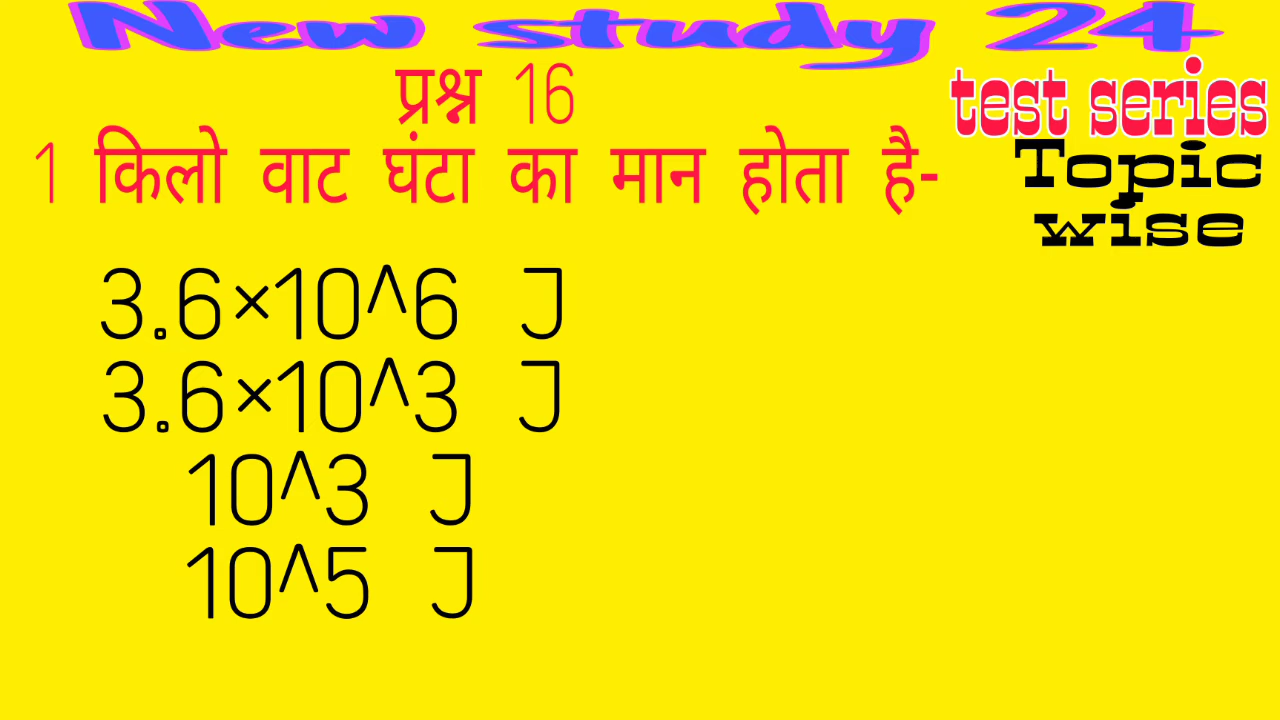 New study 24
प्रश्न 16
test series
1 किलो वाट घंटा का मान होता है-
Topic
wise
3.6×10^6 J
3.6×10^3 J
10^3 J
10^5 J